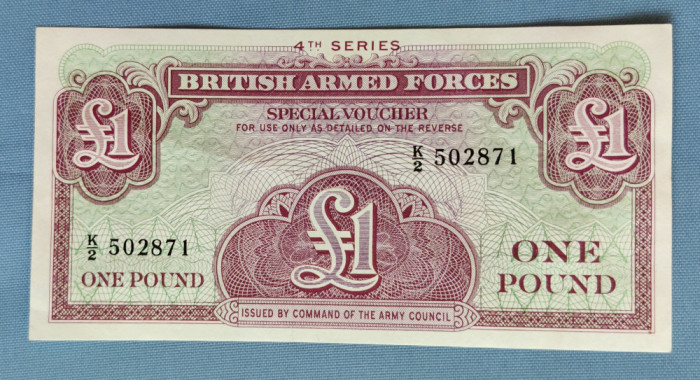 4TH SERIES
BRITISH ARMED FORCES
£1
£1
SPECIAL VOUCHER
FOR USE ONLY AS DETAILED ON THE REVERSE
K/2 502871
£1
K/2 502871
ONE POUND
ONE
POUND
ISSUED BY COMMAND OF THE ARMY COUNCIL